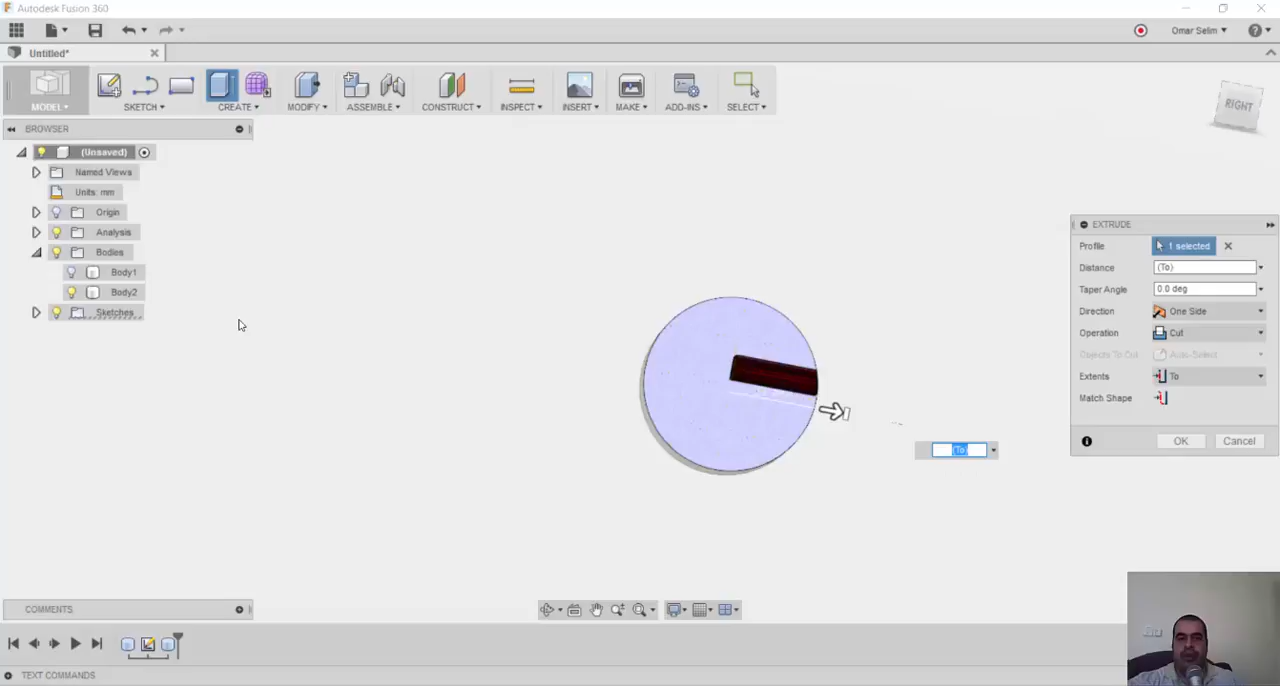 Autodesk Fusion 360
Omar Selim
Untitled*
MODEL
SKETCH
CREATE
MODIFY
ASSEMBLE
CONSTRUCT
INSPECT
INSERT
MAKE
ADD-INS
SELECT
RIGHT
BROWSER
(Unsaved)
Named Views
Units: mm
Origin
Analysis
Bodies
Body1
Body2
Sketches
EXTRUDE
Profile 1 selected
Distance (To)
Taper Angle 0.0 deg
Direction One Side
Operation Cut
Objects To Cut Auto-Select
Extents To
Match Shape
OK Cancel
(To)
COMMENTS
TEXT COMMANDS